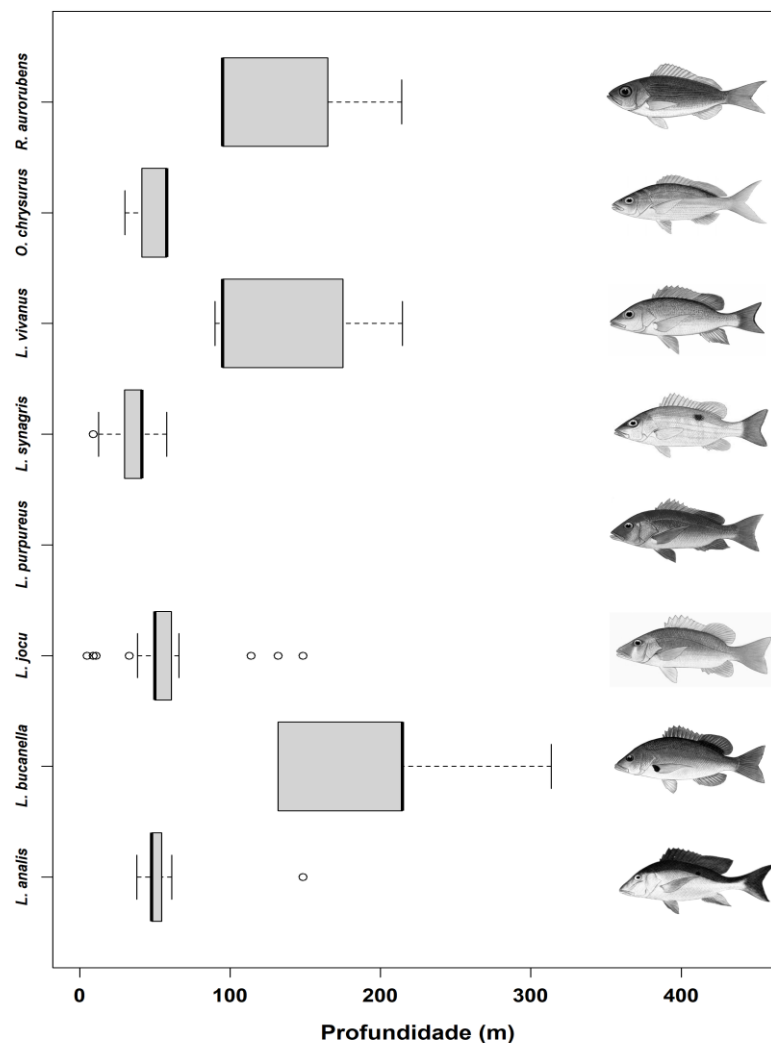 R. aurorubens
O. chrysurus
L. vivanus
L. synagris
L. purpureus
L. jocu
L. bucanella
L. analis
0 100 200 300 400
Profundidade (m)